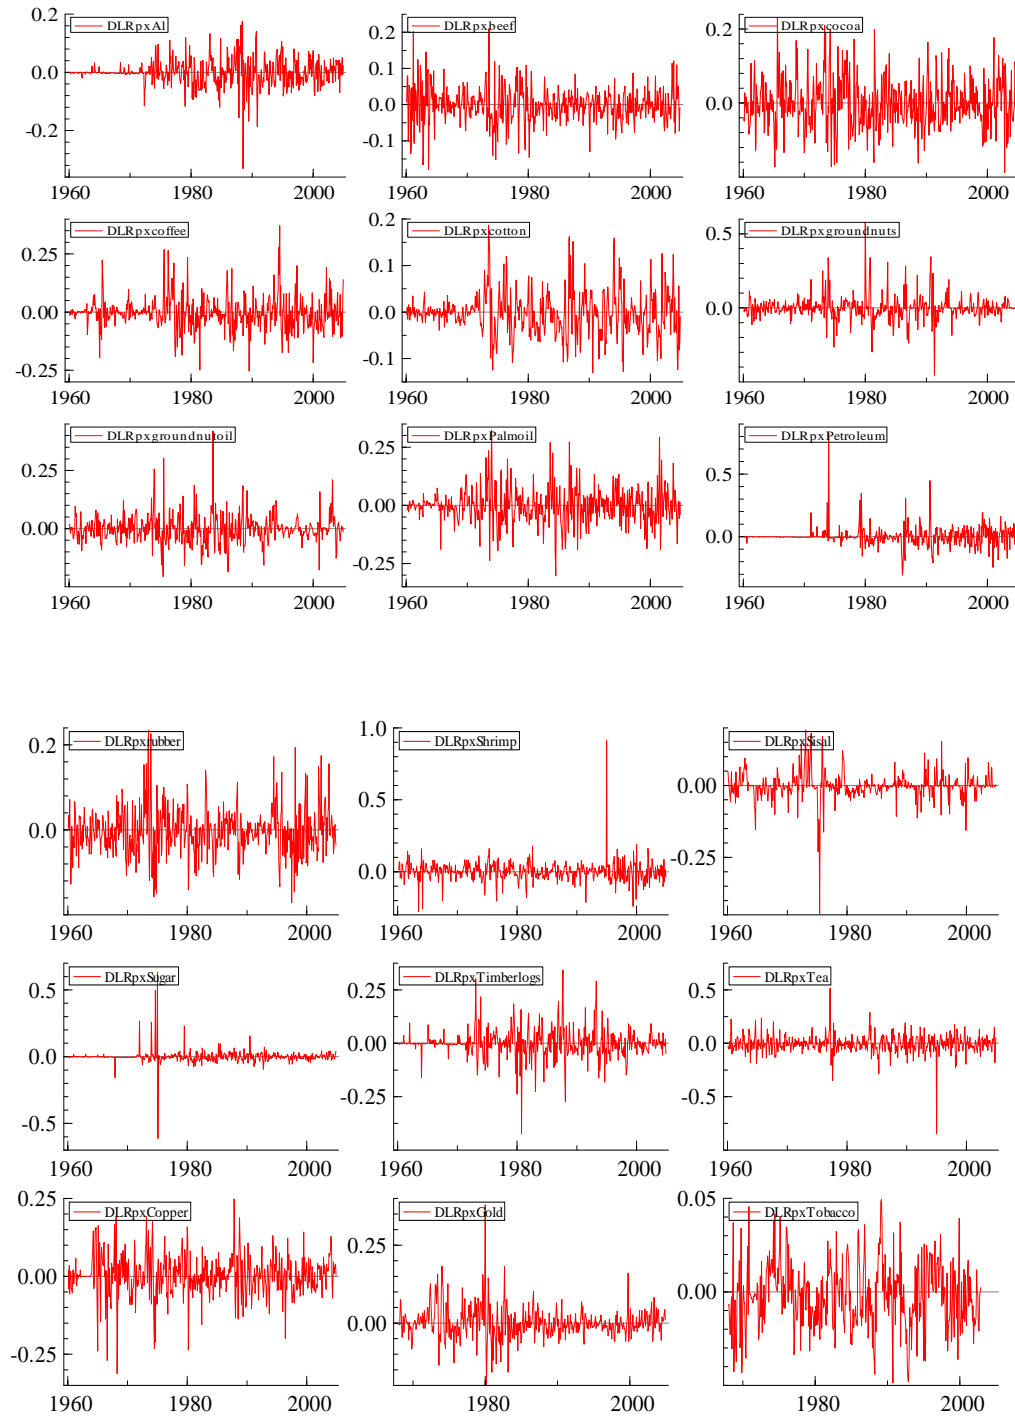 0.2 DLRpxAl
0.0
-0.2
1960 1980 2000
0.2 DLRpxbeef
0.1
0.0
-0.1
1960 1980 2000
0.2 DLRpxcocoa
0.0
1960 1980 2000
DLRpxcoffee
0.25
0.00
-0.25
1960 1980 2000
0.2 DLRpxcotton
0.1
0.0
-0.1
1960 1980 2000
0.5 DLRpxgroundnuts
0.0
1960 1980 2000
DLRpxgroundnutoil
0.25
0.00
1960 1980 2000
DLRpxPalmoil
0.25
0.00
-0.25
1960 1980 2000
DLRpxPetroleum
0.5
0.0
1960 1980 2000
0.2 DLRpxrubber
0.0
1960 1980 2000
1.0 DLRpxShrimp
0.5
0.0
1960 1980 2000
DLRpxSisal
0.00
-0.25
1960 1980 2000
DLRpxSugar
0.5
0.0
-0.5
1960 1980 2000
DLRpxTimberlogs
0.25
0.00
-0.25
1960 1980 2000
DLRpxTea
0.5
0.0
-0.5
1960 1980 2000
0.25 DLRpxCopper
0.00
-0.25
1960 1980 2000
DLRpxGold
0.25
0.00
1980 2000
0.05 DLRpxTobacco
0.00
1980 2000